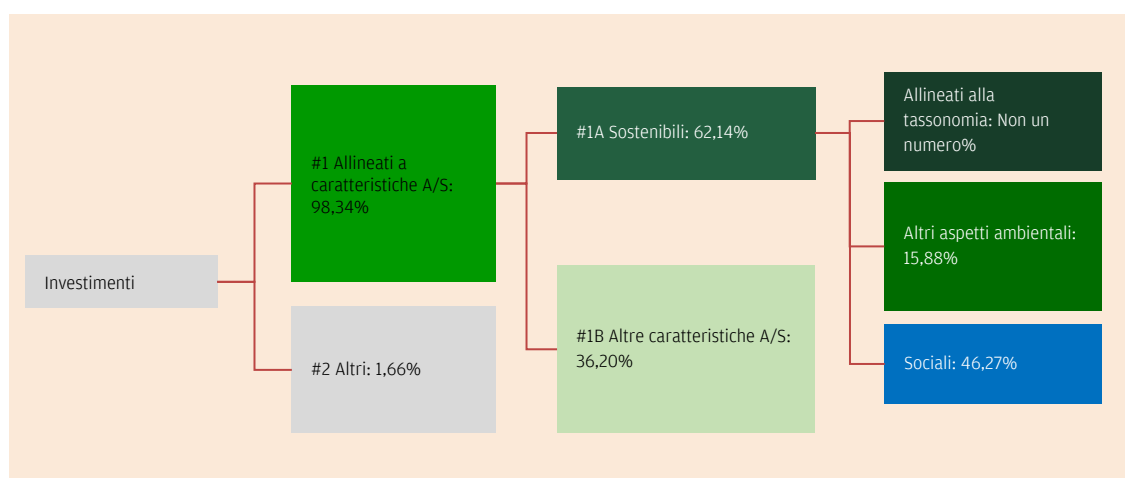 Investimenti
#1 Allineati a
caratteristiche A/S:
98,34%
#2 Altri: 1,66%
#1A Sostenibili: 62,14%
#1B Altre caratteristiche A/S:
36,20%
Allineati alla
tassonomia: Non un
numero%
Altri aspetti ambientali:
15,88%
Sociali: 46,27%